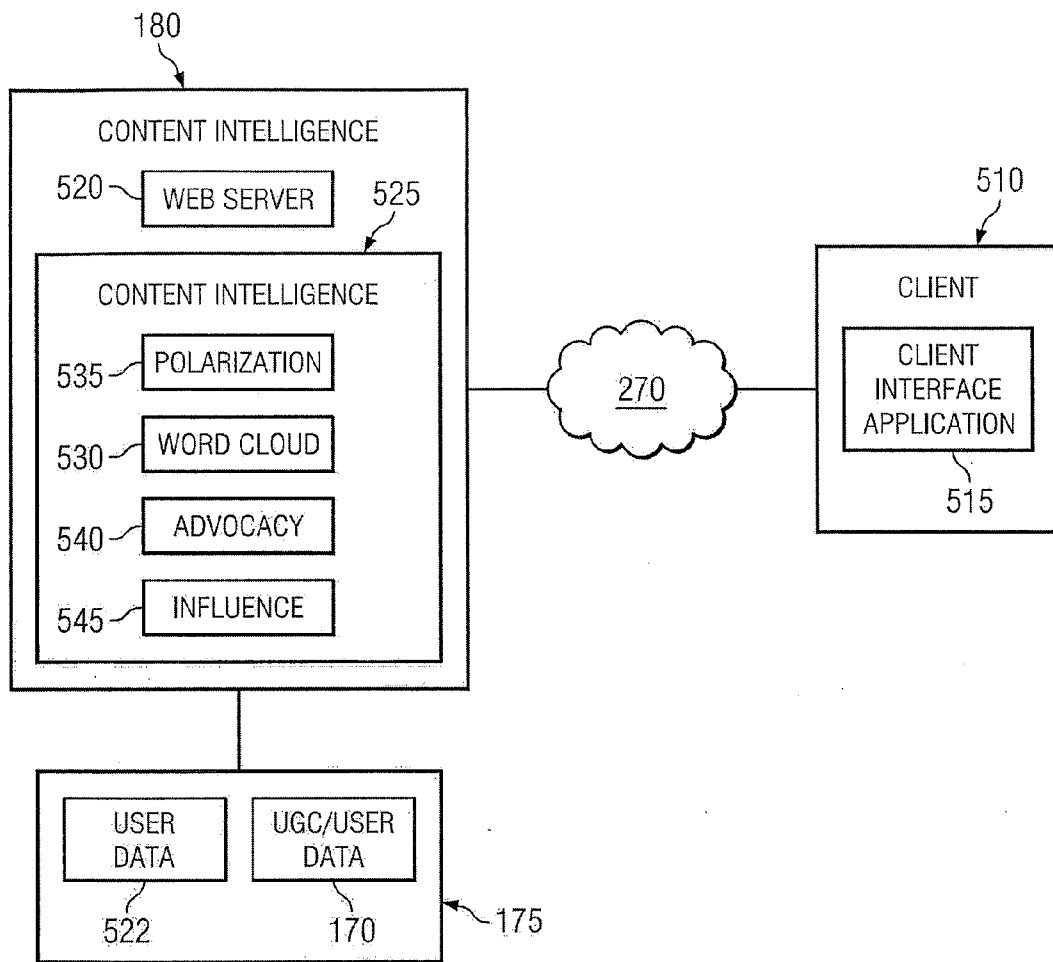 180
CONTENT INTELLIGENCE
520
WEB SERVER
525
CONTENT INTELLIGENCE
535
POLARIZATION
530
WORD CLOUD
540
ADVOCACY
545
INFLUENCE
270
510
CLIENT
CLIENT
INTERFACE
APPLICATION
515
USER
DATA
522
UGC/USER
DATA
170
175